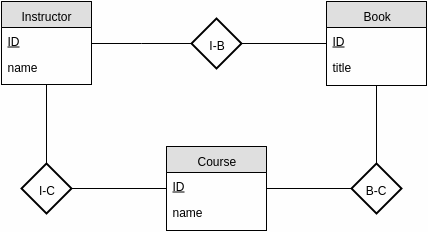 Instructor
ID
name
I-B
Book
ID
title
I-C
Course
ID
name
B-C